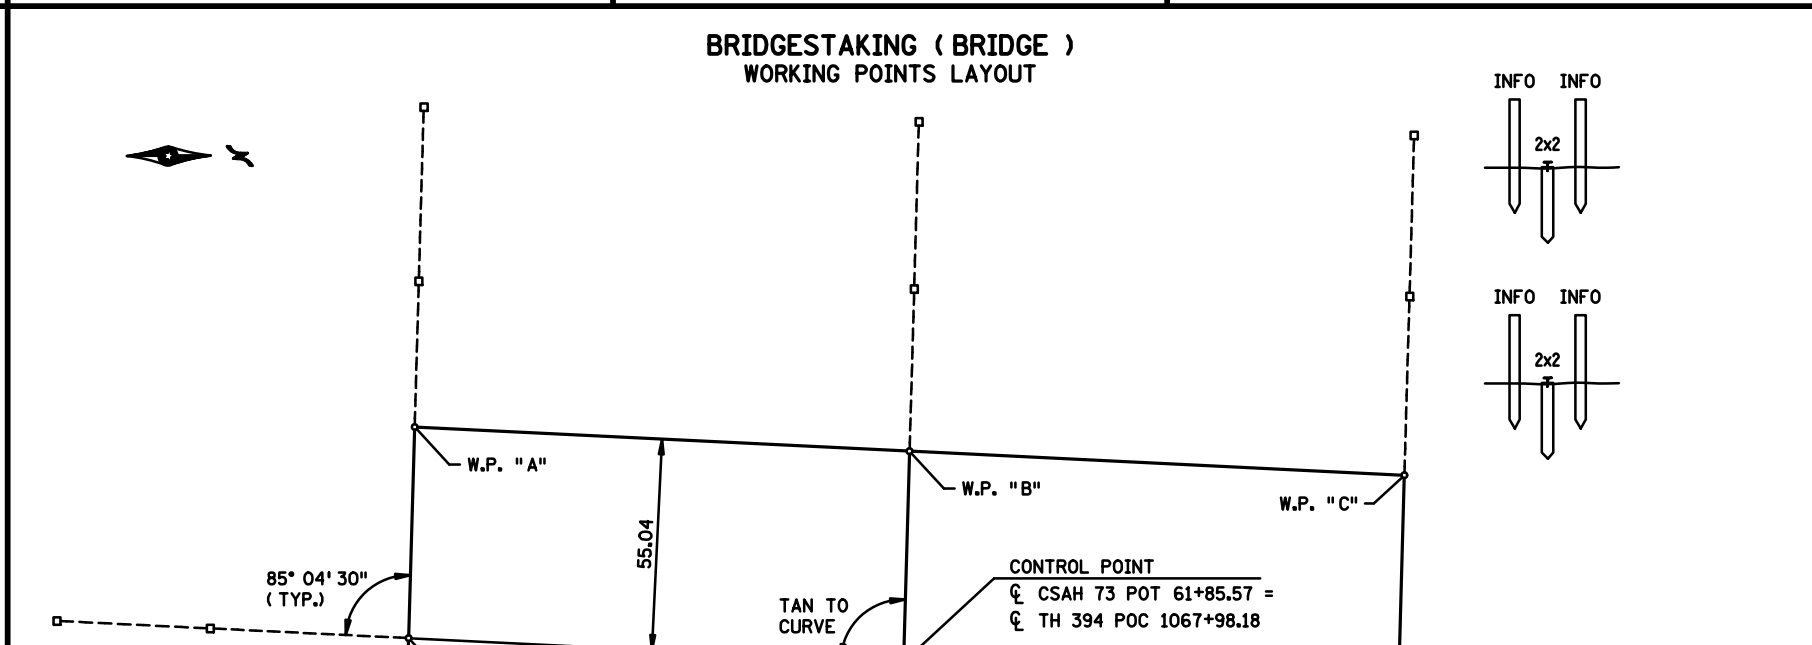 BRIDGESTAKING ( BRIDGE )
WORKING POINTS LAYOUT
INFO INFO
2x2
INFO INFO
2x2
W.P. "A"
W.P. "B"
W.P. "C"
55.04
85° 04' 30"
( TYP.)
TAN TO
CURVE
CONTROL POINT
℄ CSAH 73 POT 61+85.57 =
℄ TH 394 POC 1067+98.18